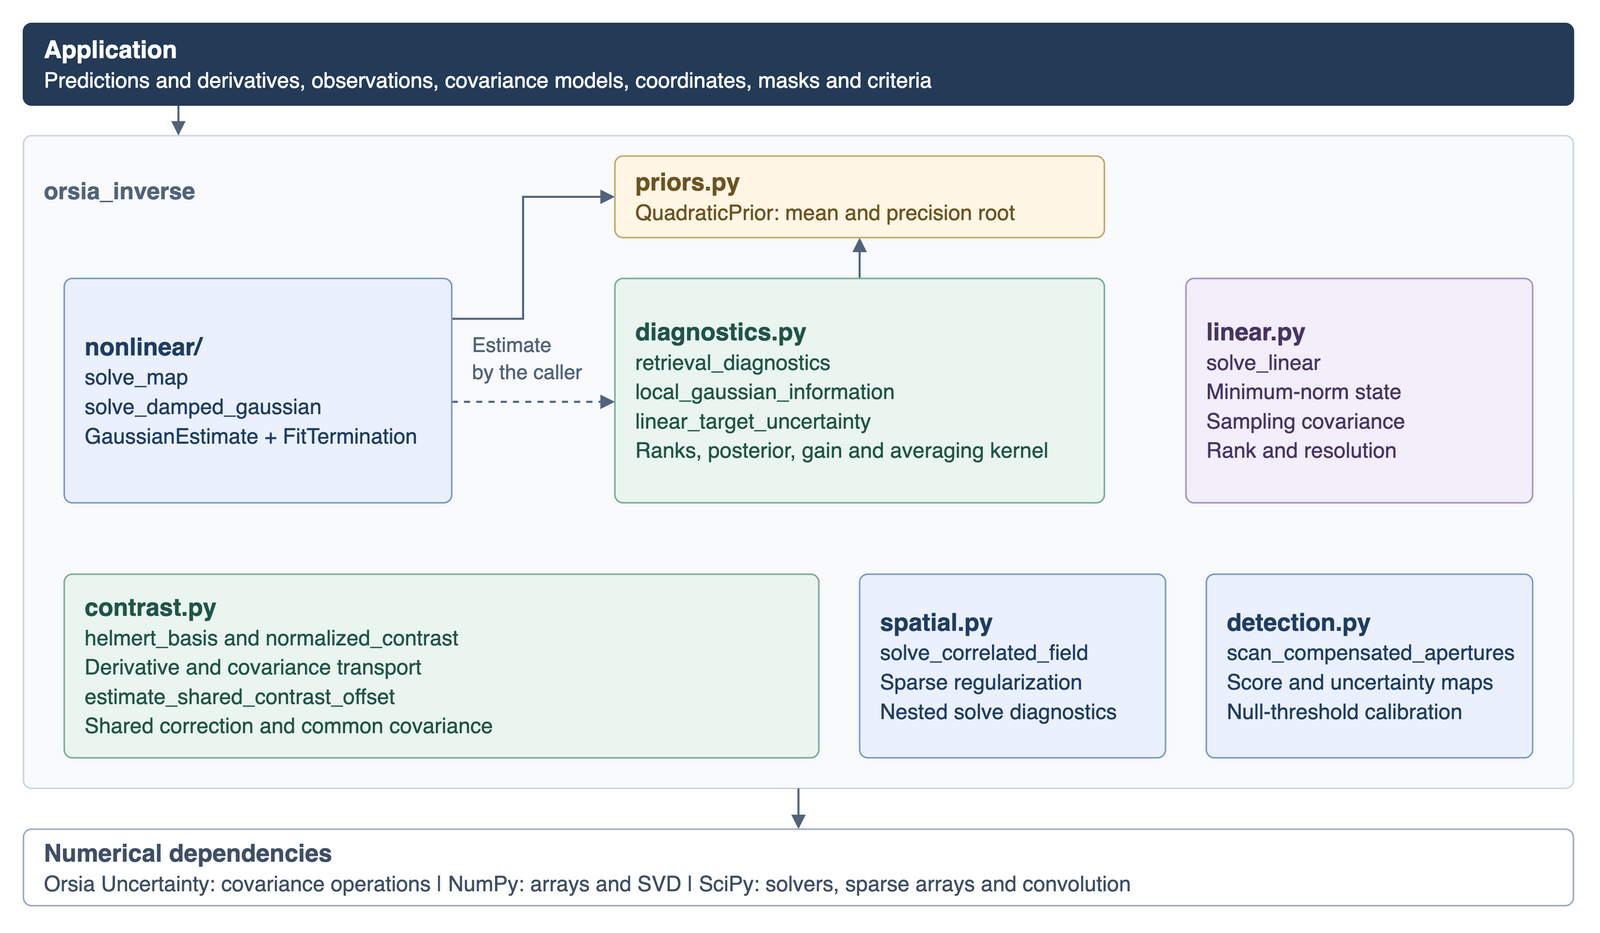 Application
Predictions and derivatives, observations, covariance models, coordinates, masks and criteria
orsia_inverse
priors.py
QuadraticPrior: mean and precision root
nonlinear/
solve_map
solve_damped_gaussian
GaussianEstimate + FitTermination
Estimate
by the caller
diagnostics.py
retrieval_diagnostics
local_gaussian_information
linear_target_uncertainty
Ranks, posterior, gain and averaging kernel
linear.py
solve_linear
Minimum-norm state
Sampling covariance
Rank and resolution
contrast.py
helmert_basis and normalized_contrast
Derivative and covariance transport
estimate_shared_contrast_offset
Shared correction and common covariance
spatial.py
solve_correlated_field
Sparse regularization
Nested solve diagnostics
detection.py
scan_compensated_apertures
Score and uncertainty maps
Null-threshold calibration
Numerical dependencies
Orsia Uncertainty: covariance operations | NumPy: arrays and SVD | SciPy: solvers, sparse arrays and convolution